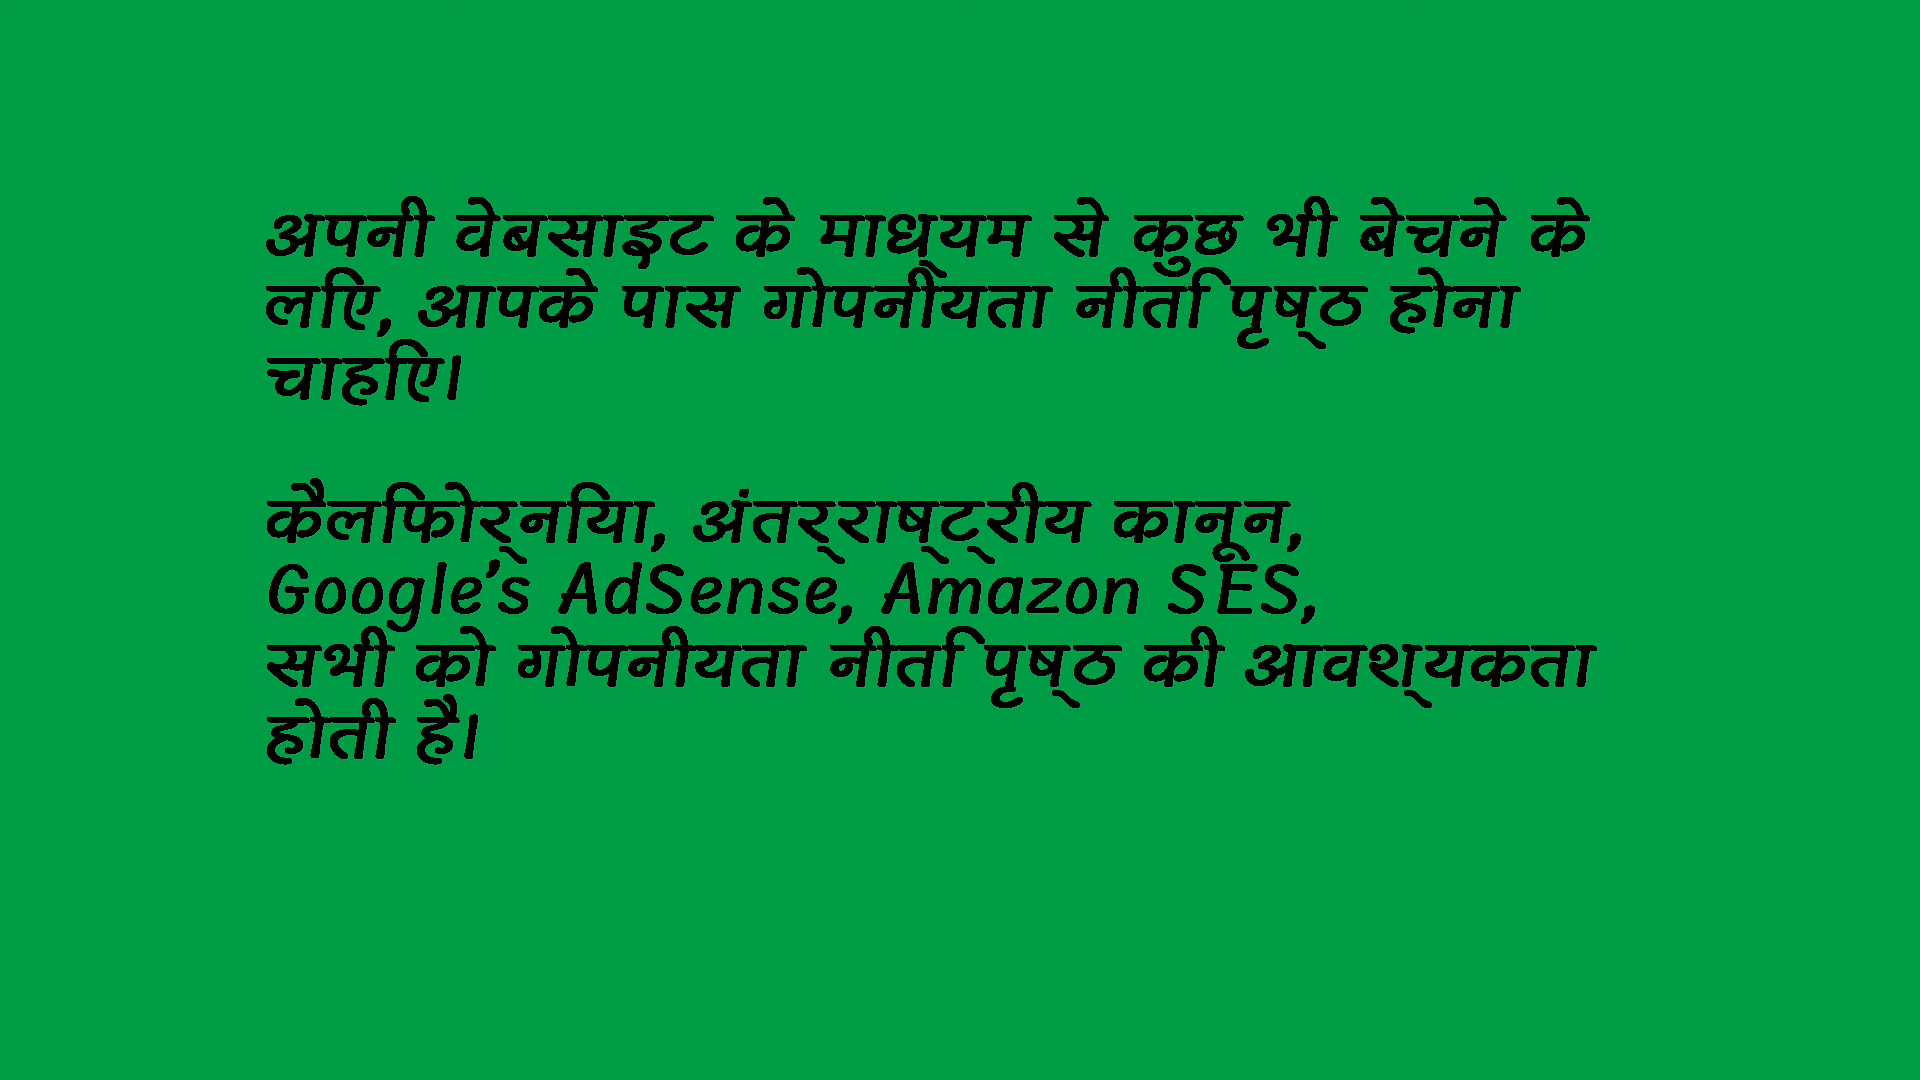 अपनी वेबसाइट के माध्यम से कुछ भी बेचने के
लिए, आपके पास गोपनीयता नीति पृष्ठ होना
चाहिए।
कैलिफोर्निया, अंतर्राष्ट्रीय कानून,
Google’s AdSense, Amazon SES,
सभी को गोपनीयता नीति पृष्ठ की आवश्यकता
होती है।